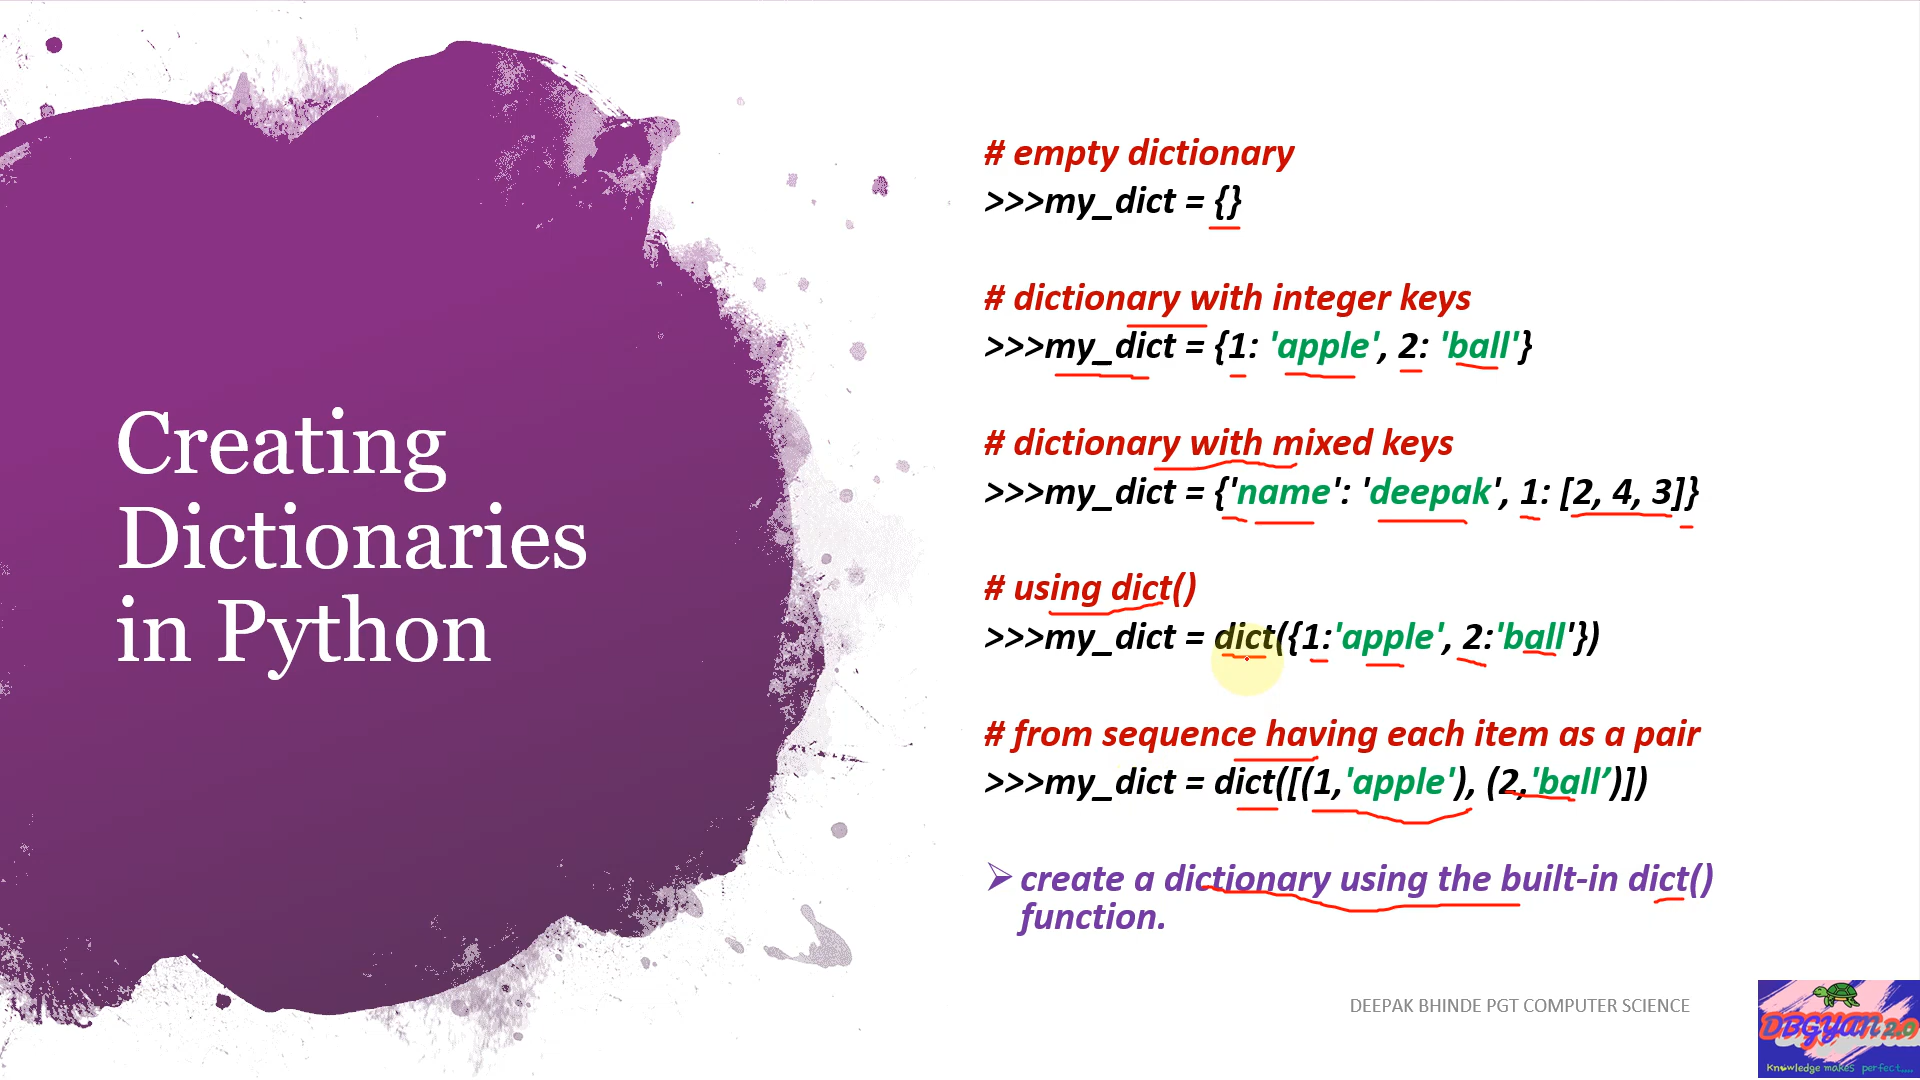 Creating
Dictionaries
in Python
# empty dictionary
>>>my_dict = {}
# dictionary with integer keys
>>>my_dict = {1: 'apple', 2: 'ball'}
# dictionary with mixed keys
>>>my_dict = {'name': 'deepak', 1: [2, 4, 3]}
# using dict()
>>>my_dict = dict({1:'apple', 2:'ball'})
# from sequence having each item as a pair
>>>my_dict = dict([(1,'apple'), (2,'ball’)])
➢ create a dictionary using the built-in dict()
function.
DEEPAK BHINDE PGT COMPUTER SCIENCE
DBGYAN 2.0
Knowledge makes perfect....